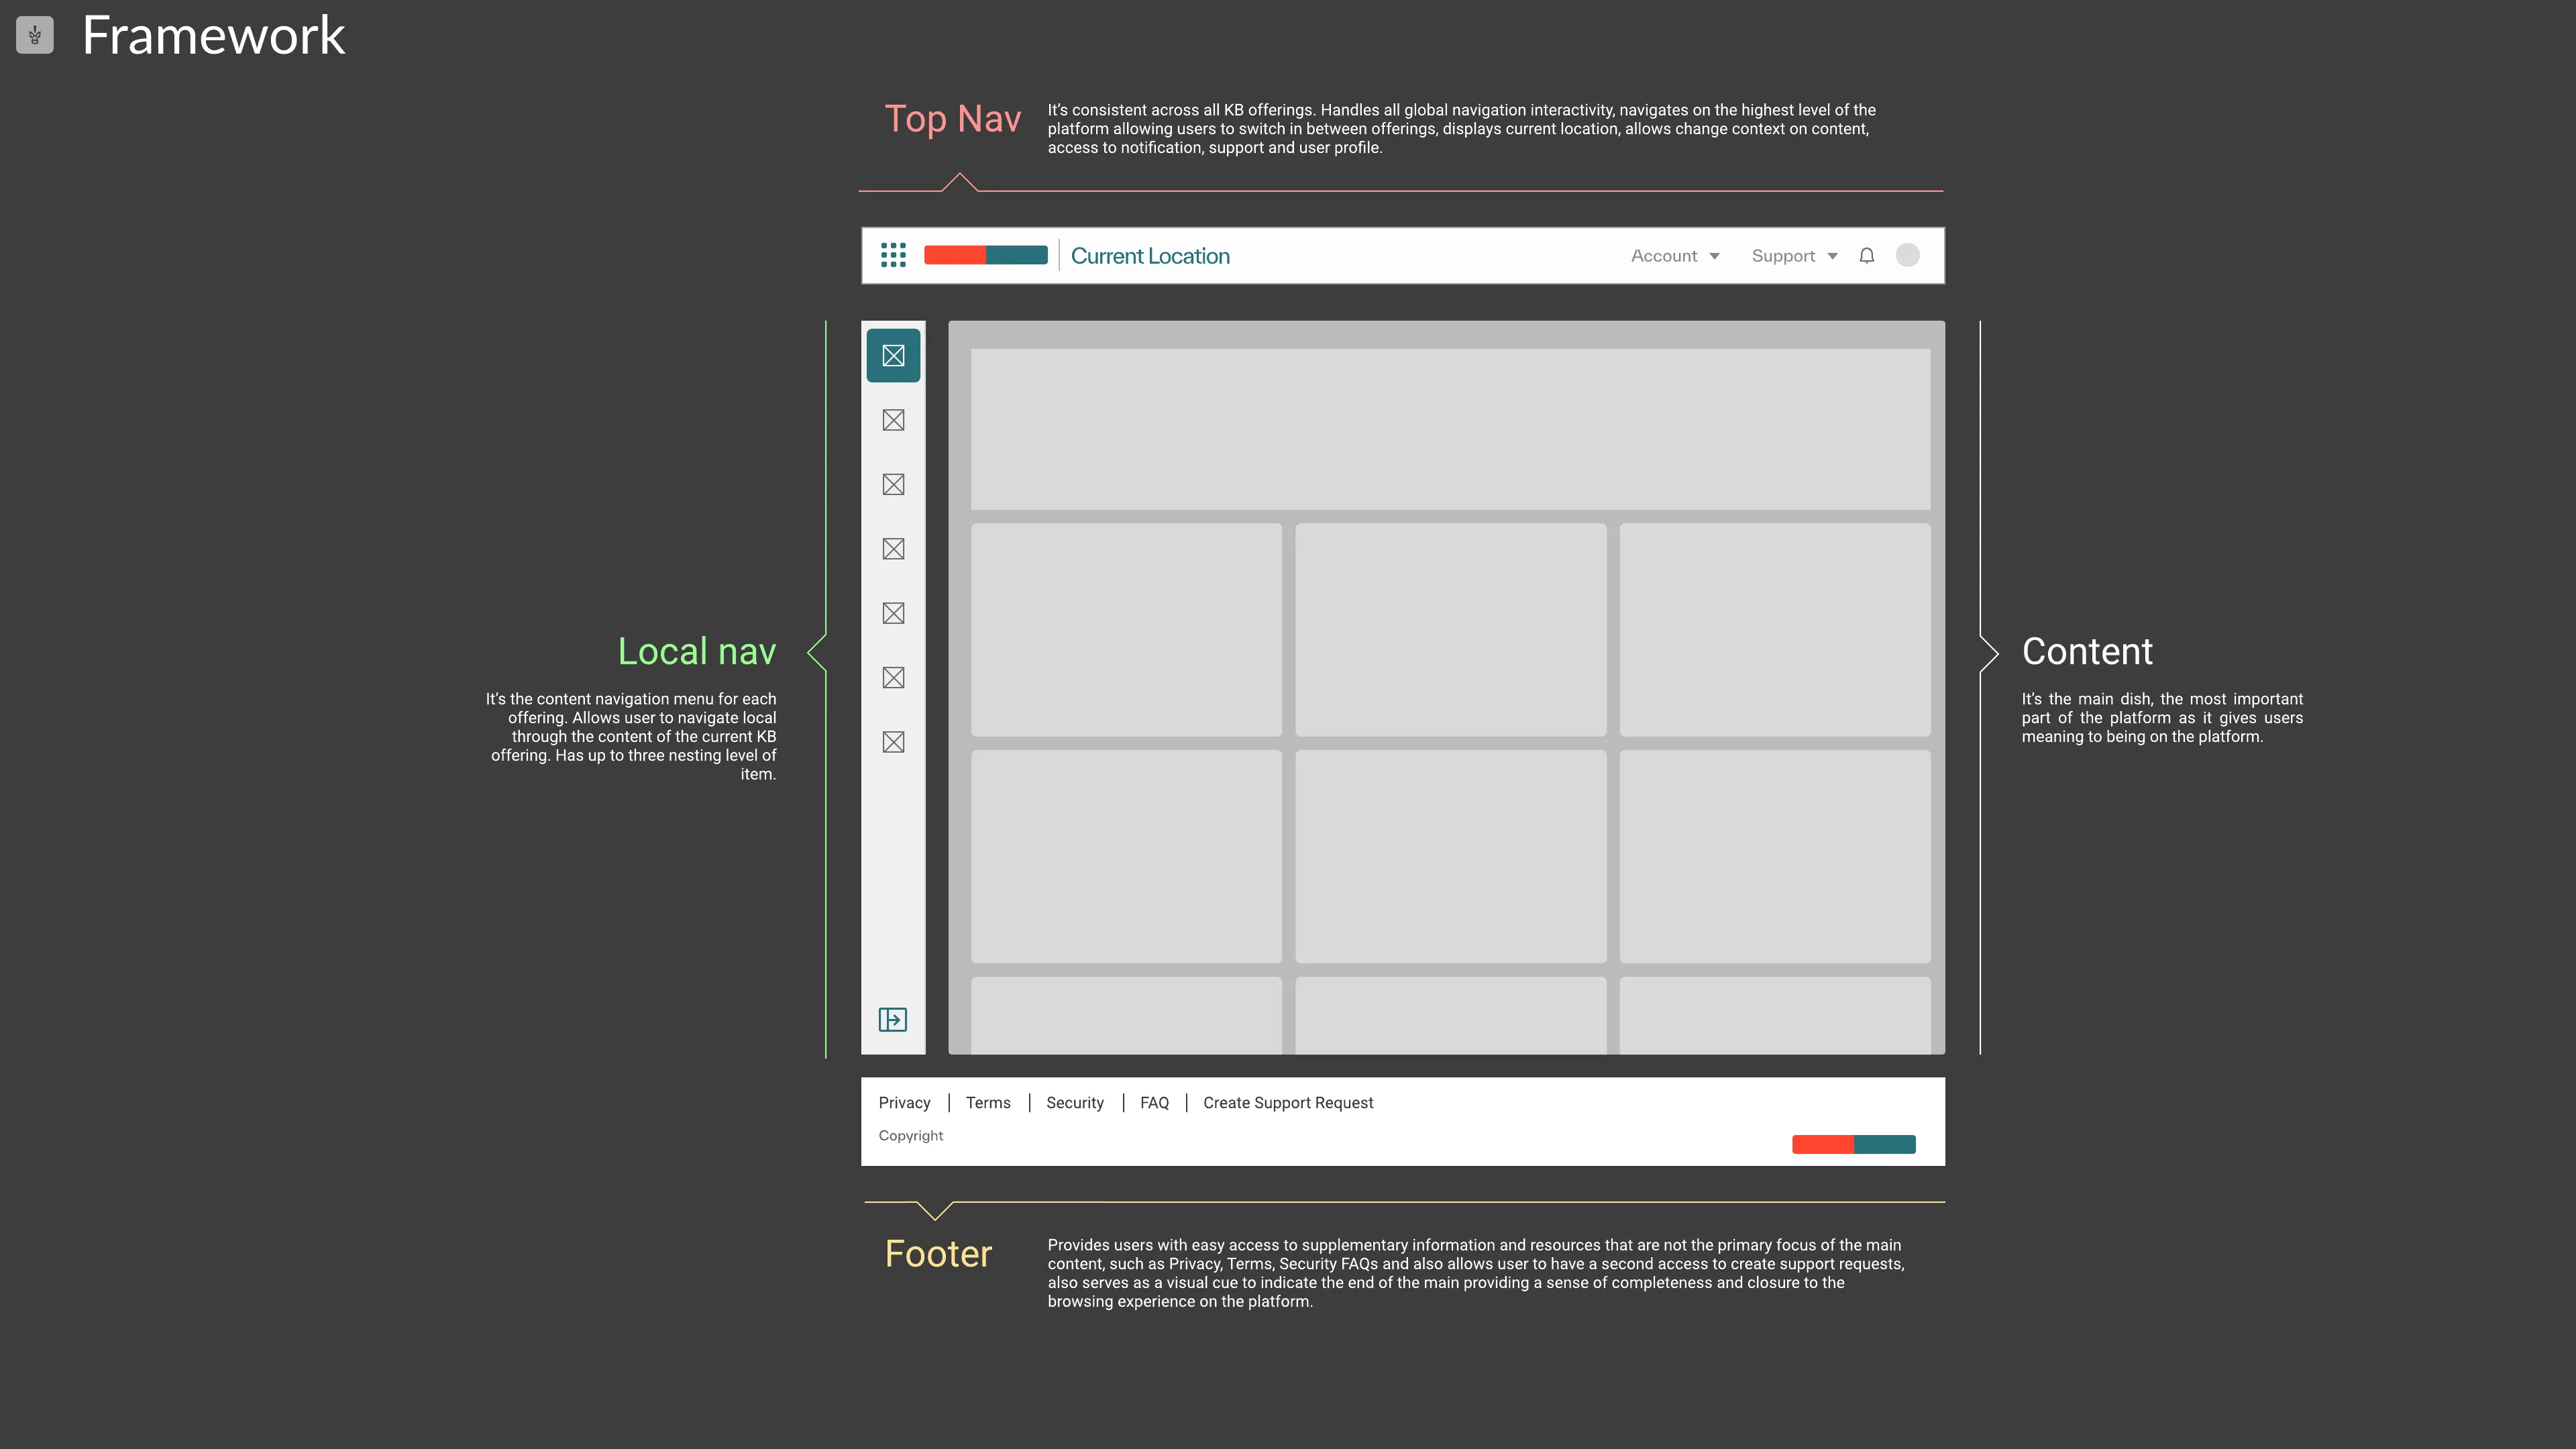 Framework
Top Nav
It’s consistent across all KB offerings. Handles all global navigation interactivity, navigates on the highest level of the
platform allowing users to switch in between offerings, displays current location, allows change context on content,
access to notification, support and user profile.
Current Location
Account
Support
Local nav
It’s the content navigation menu for each
offering. Allows user to navigate local
through the content of the current KB
offering. Has up to three nesting level of
item.
Content
It’s the main dish, the most important
part of the platform as it gives users
meaning to being on the platform.
Privacy | Terms | Security | FAQ | Create Support Request
Copyright
Footer
Provides users with easy access to supplementary information and resources that are not the primary focus of the main
content, such as Privacy, Terms, Security FAQs and also allows user to have a second access to create support requests,
also serves as a visual cue to indicate the end of the main providing a sense of completeness and closure to the
browsing experience on the platform.